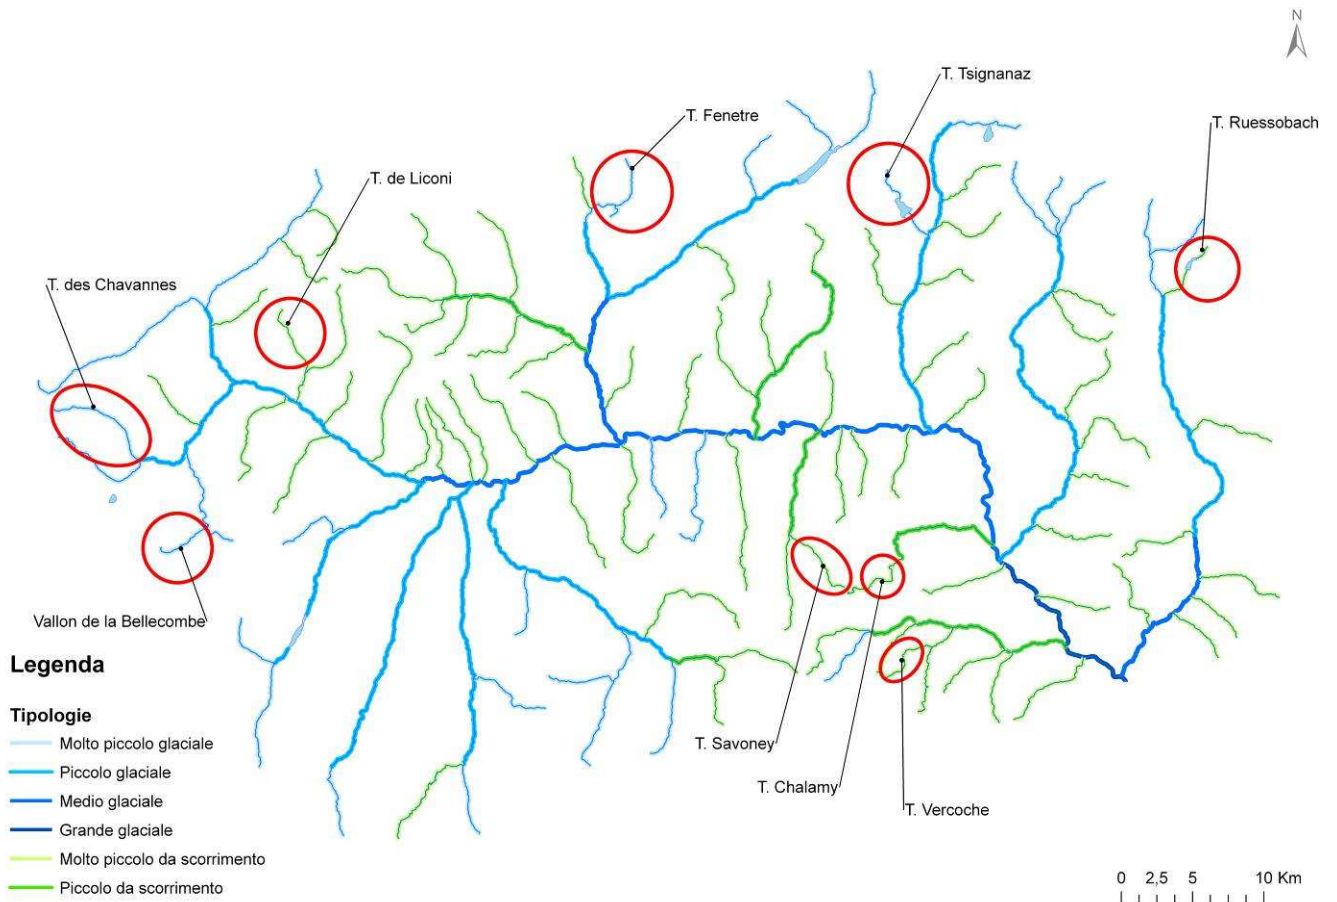 N
T. Tsignanaz
T. Fenetre
T. Ruessobach
T. de Liconi
T. des Chavannes
Vallon de la Bellecombe
T. Savoney
T. Chalamy
T. Vercoche
Legenda
Tipologie
Molto piccolo glaciale
Piccolo glaciale
Medio glaciale
Grande glaciale
Molto piccolo da scorrimento
Piccolo da scorrimento
0 2,5 5 10 Km